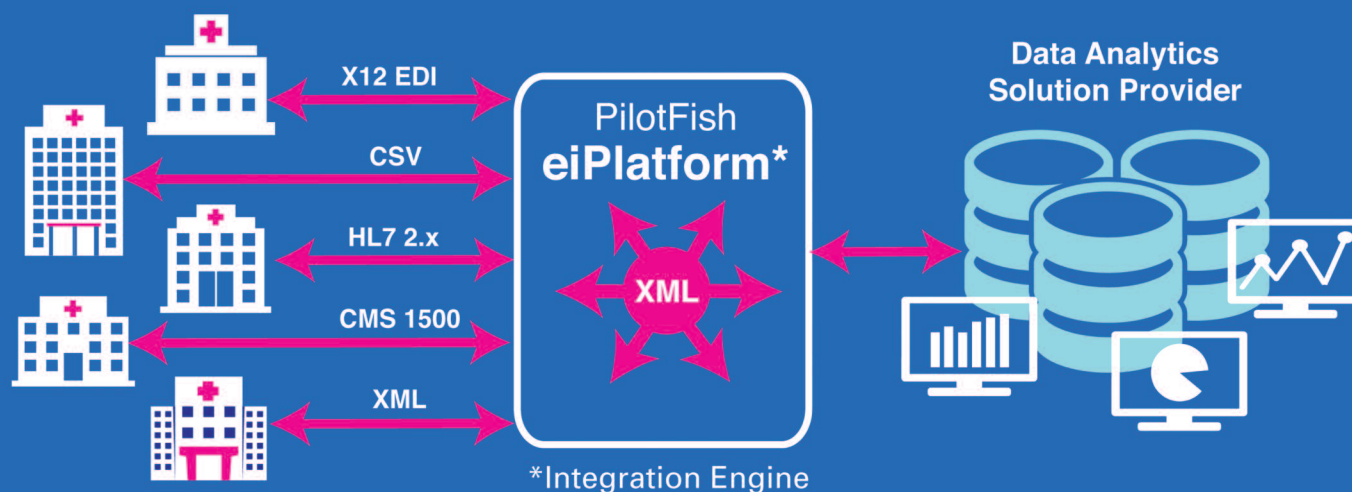 X12 EDI
CSV
HL7 2.x
CMS 1500
XML
PilotFish
eiPlatform*
XML
*Integration Engine
Data Analytics
Solution Provider